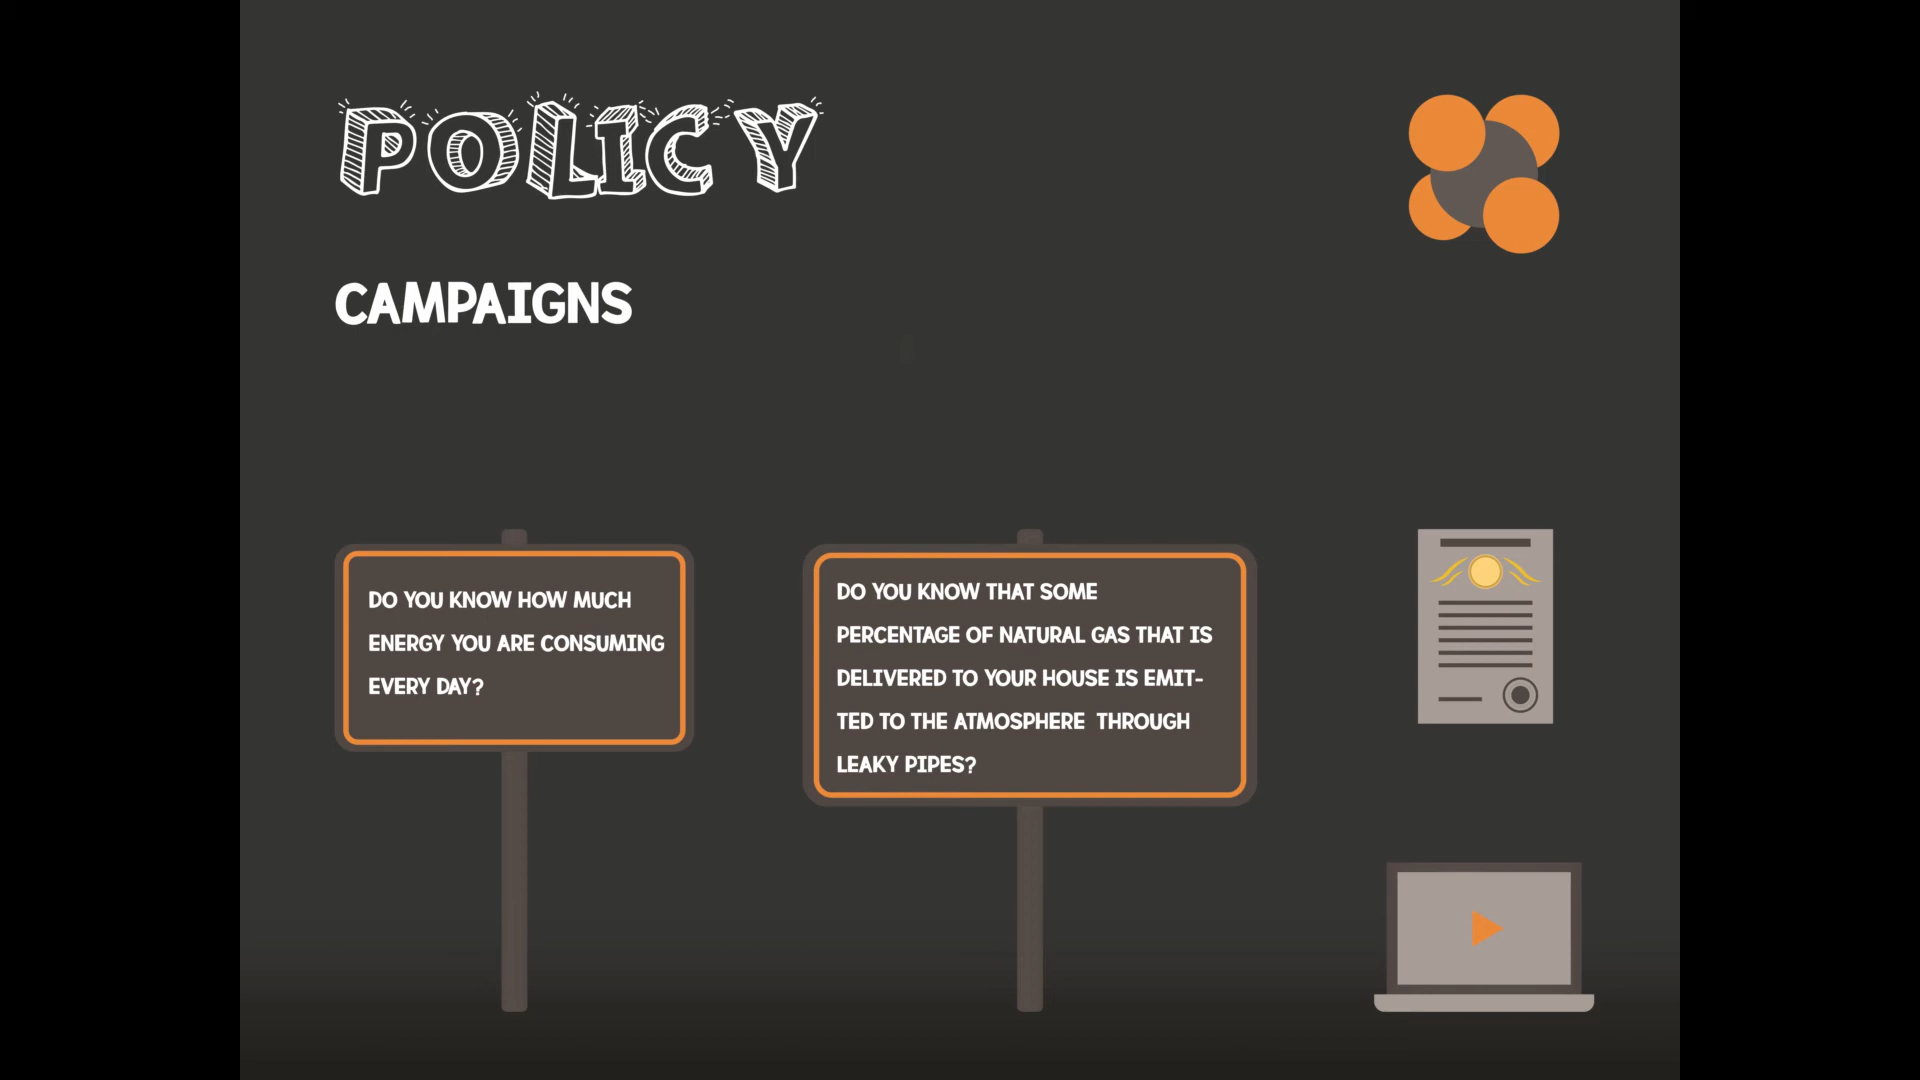 POLICY
CAMPAIGNS
DO YOU KNOW HOW MUCH
ENERGY YOU ARE CONSUMING
EVERY DAY?
DO YOU KNOW THAT SOME
PERCENTAGE OF NATURAL GAS THAT IS
DELIVERED TO YOUR HOUSE IS EMIT-
TED TO THE ATMOSPHERE THROUGH
LEAKY PIPES?